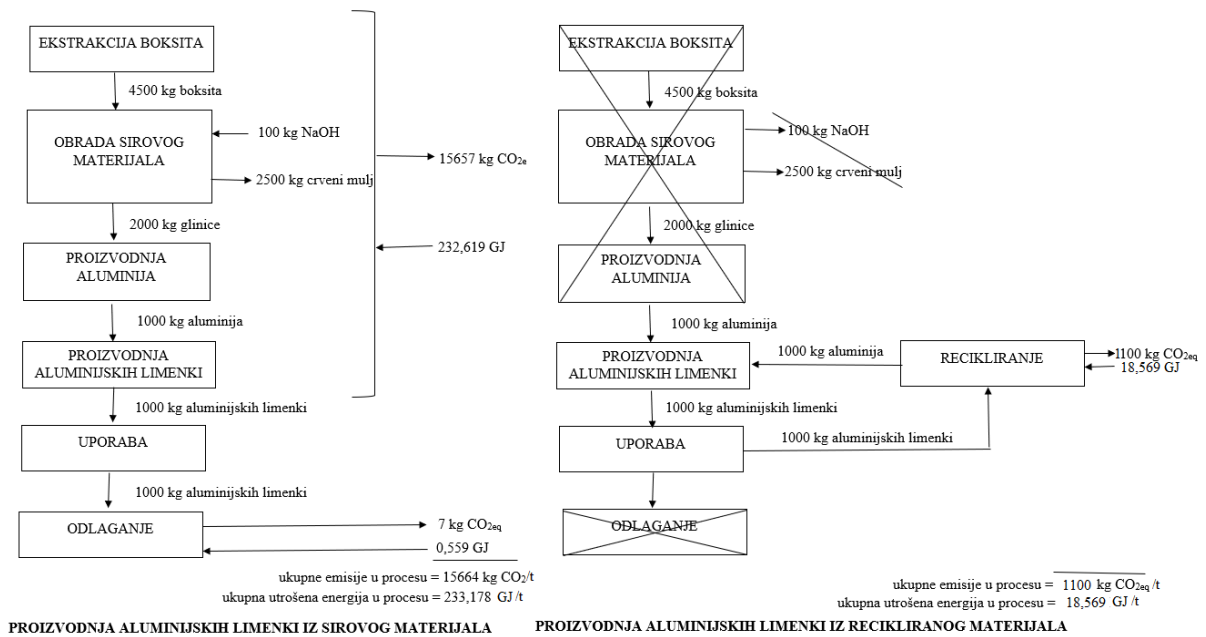 EKSTRAKCIJA BOKSITA
4500 kg boksita
OBRADA SIROVOG
MATERIJALA
100 kg NaOH
2500 kg crveni mulj
15657 kg CO2e
2000 kg glinice
232,619 GJ
PROIZVODNJA
ALUMINIJA
1000 kg aluminija
PROIZVODNJA
ALUMINIJSKIH LIMENKI
1000 kg aluminijskih limenki
UPORABA
1000 kg aluminijskih limenki
ODLAGANJE
7 kg CO2eq
0,559 GJ
ukupne emisije u procesu = 15664 kg CO2/t
ukupna utrošena energija u procesu = 233,178 GJ/t
PROIZVODNJA ALUMINIJSKIH LIMENKI IZ SIROVOG MATERIJALA
EKSTRAKCIJA BOKSITA
4500 kg boksita
OBRADA SIROVOG
MATERIJALA
100 kg NaOH
2500 kg crveni mulj
2000 kg glinice
PROIZVODNJA
ALUMINIJA
1000 kg aluminija
PROIZVODNJA
ALUMINIJSKIH LIMENKI
1000 kg aluminija
RECIKLIRANJE
1100 kg CO2eq
18,569 GJ
1000 kg aluminijskih limenki
UPORABA
1000 kg aluminijskih limenki
ODLAGANJE
ukupne emisije u procesu = 1100 kg CO2eq/t
ukupna utrošena energija u procesu = 18,569 GJ/t
PROIZVODNJA ALUMINIJSKIH LIMENKI IZ RECIKLIRANOG MATERIJALA